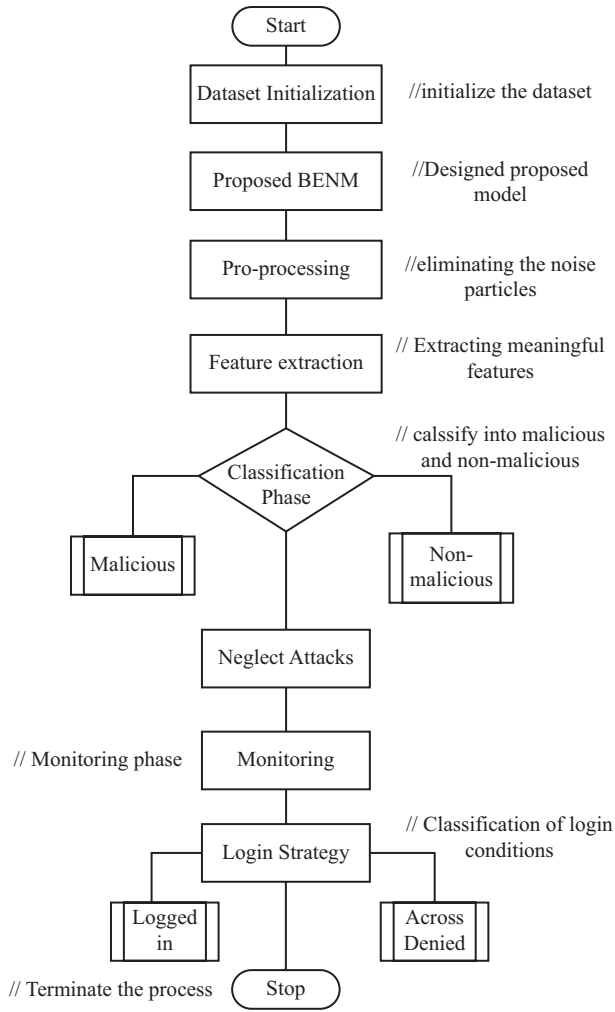 Start
Dataset Initialization
//initialize the dataset
Proposed BENM
//Designed proposed
model
Pro-processing
//eliminating the noise
particles
Feature extraction
// Extracting meaningful
features
Classification
Phase
// calssify into malicious
and non-malicious
Malicious
Non-
malicious
Neglect Attacks
// Monitoring phase
Monitoring
Login Strategy
// Classification of login
conditions
Logged
in
Across
Denied
// Terminate the process
Stop